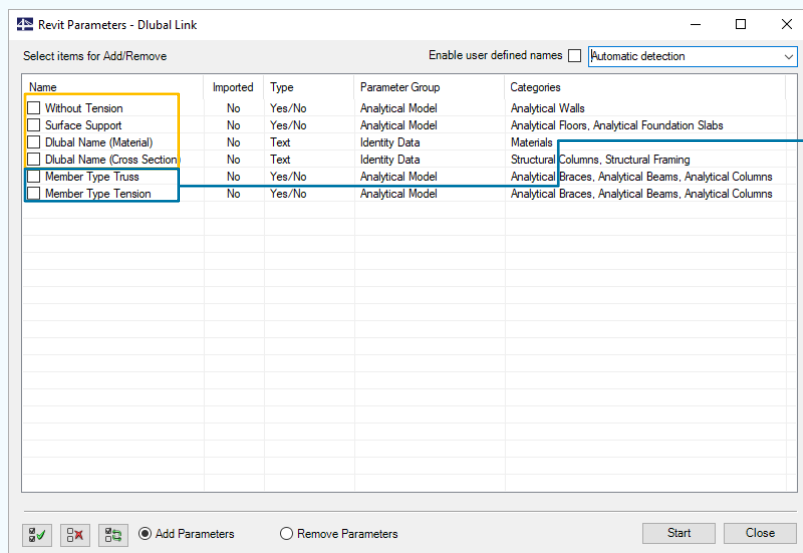 Revit Parameters - Dlubal Link
Select items for Add/Remove Enable user defined names Automatic detection
Name Imported Type Parameter Group Categories
Without Tension No Yes/No Analytical Model Analytical Walls
Surface Support No Yes/No Analytical Model Analytical Floors, Analytical Foundation Slabs
Dlubal Name (Material) No Text Identity Data Materials
Dlubal Name (Cross Section) No Text Identity Data Structural Columns, Structural Framing
Member Type Truss No Yes/No Analytical Model Analytical Braces, Analytical Beams, Analytical Columns
Member Type Tension No Yes/No Analytical Model Analytical Braces, Analytical Beams, Analytical Columns
Add Parameters Remove Parameters Start Close